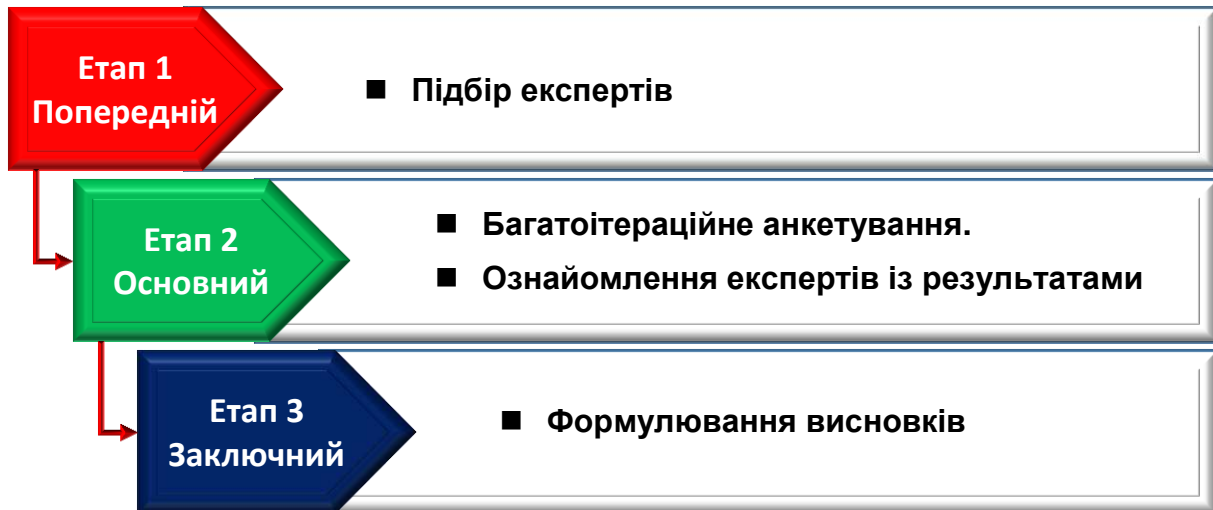 Етап 1
Попередній
■ Підбір експертів
Етап 2
Основний
■ Багатоітераційне анкетування.
■ Ознайомлення експертів із результатами
Етап 3
Заключний
■ Формулювання висновків